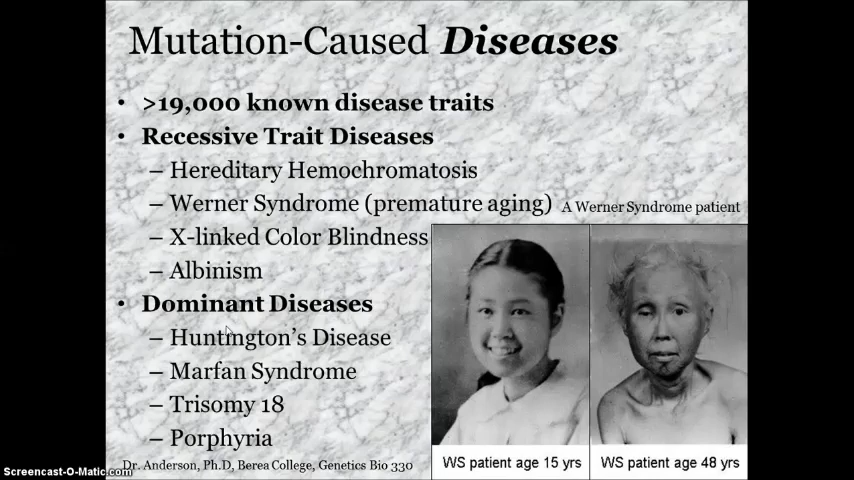 Mutation-Caused Diseases
• >19,000 known disease traits
• Recessive Trait Diseases
– Hereditary Hemochromatosis
– Werner Syndrome (premature aging)
A Werner Syndrome patient
– X-linked Color Blindness
– Albinism
• Dominant Diseases
– Huntington's Disease
– Marfan Syndrome
– Trisomy 18
– Porphyria
WS patient age 15 yrs
WS patient age 48 yrs
Dr. Anderson, Ph.D, Berea College, Genetics Bio 330
Screencast-O-Matic.com